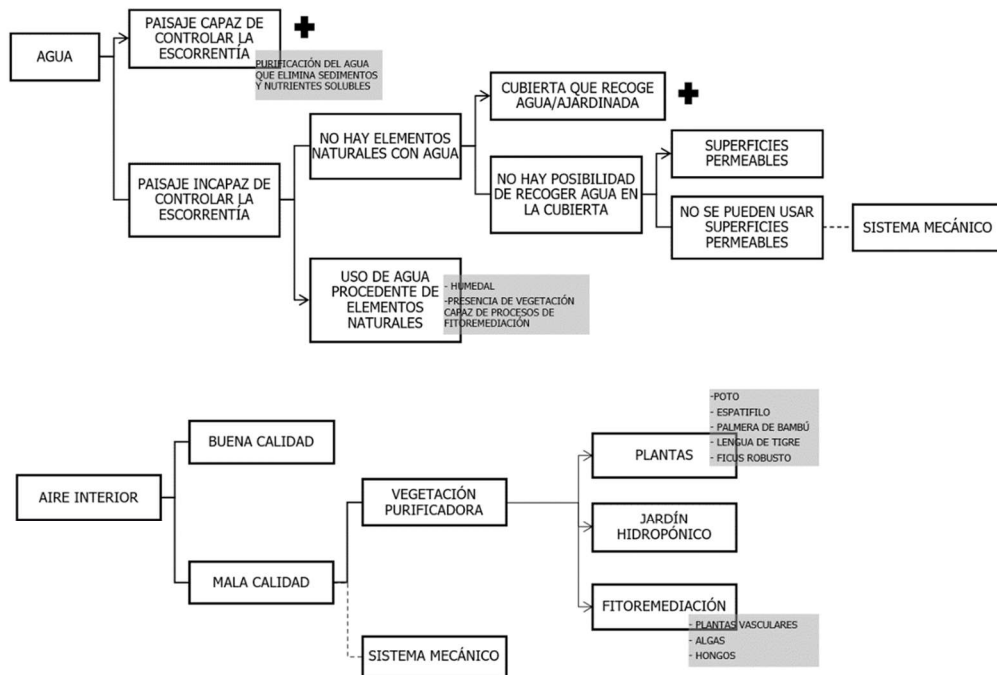 AGUA
PAISAJE CAPAZ DE
CONTROLAR LA
ESCORRENTÍA
PURIFICACIÓN DEL AGUA
QUE ELIMINA SEDIMENTOS
Y NUTRIENTES SOLUBLES
PAISAJE INCAPAZ DE
CONTROLAR LA
ESCORRENTÍA
NO HAY ELEMENTOS
NATURALES CON AGUA
CUBIERTA QUE RECOGE
AGUA/AJARDINADA
NO HAY POSIBILIDAD
DE RECOGER AGUA EN
LA CUBIERTA
SUPERFICIES
PERMEABLES
NO SE PUEDEN USAR
SUPERFICIES
PERMEABLES
SISTEMA MECÁNICO
USO DE AGUA
PROCEDENTE DE
ELEMENTOS
NATURALES
- HUMEDAL
-PRESENCIA DE VEGETACIÓN
CAPAZ DE PROCESOS DE
FITOREMEDIACIÓN
AIRE INTERIOR
BUENA CALIDAD
MALA CALIDAD
VEGETACIÓN
PURIFICADORA
SISTEMA MECÁNICO
PLANTAS
-POTO
- ESPATIFILO
- PALMERA DE BAMBÚ
- LENGUA DE TIGRE
- FICUS ROBUSTO
JARDÍN
HIDROPÓNICO
FITOREMEDIACIÓN
- PLANTAS VASCULARES
- ALGAS
- HONGOS